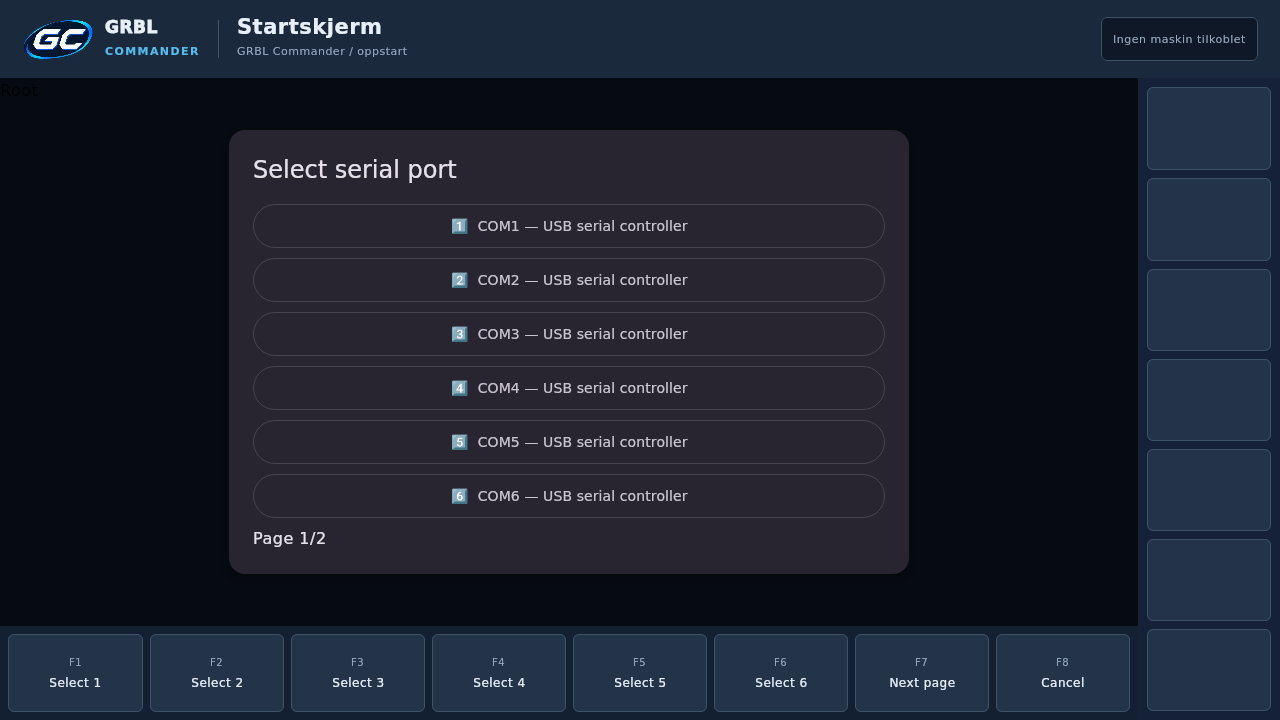 GC
GRBL
COMMANDER
Startskjerm
GRBL Commander / oppstart
Ingen maskin tilkoblet
Root
Select serial port
1 COM1 — USB serial controller
2 COM2 — USB serial controller
3 COM3 — USB serial controller
4 COM4 — USB serial controller
5 COM5 — USB serial controller
6 COM6 — USB serial controller
Page 1/2
F1
Select 1
F2
Select 2
F3
Select 3
F4
Select 4
F5
Select 5
F6
Select 6
F7
Next page
F8
Cancel